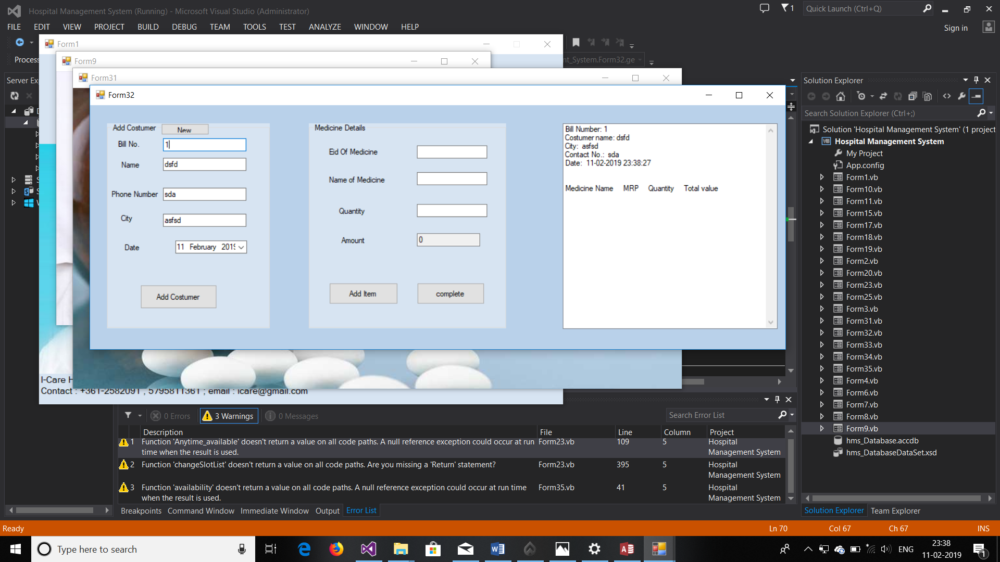 Hospital Management System (Running) - Microsoft Visual Studio (Administrator)
1
Quick Launch (Ctrl+Q)
FILE EDIT VIEW PROJECT BUILD DEBUG TEAM TOOLS TEST ANALYZE WINDOW HELP
Sign in
Form1
Process
Form9
nt_System.Form32.ge
Form31
Server Ex
Form32
Add Costumer
New
Bill No.
1
Name
dsfd
Phone Number
sda
City
asfsd
Date
11 February 2019
Add Costumer
Medicine Details
Eid Of Medicine
Name of Medicine
Quantity
Amount
0
Add Item
complete
Bill Number: 1
Costumer name: dsfd
City: asfsd
Contact No.: sda
Date: 11-02-2019 23:38:27
Medicine Name MRP Quantity Total value
I-Care H
Contact : +361-2582091 , 5795811361 ; email : icare@gmail.com
Solution Explorer
Search Solution Explorer (Ctrl+;)
Solution 'Hospital Management System' (1 project
Hospital Management System
My Project
App.config
Form1.vb
Form10.vb
Form11.vb
Form15.vb
Form17.vb
Form18.vb
Form19.vb
Form2.vb
Form20.vb
Form23.vb
Form25.vb
Form3.vb
Form31.vb
Form32.vb
Form33.vb
Form34.vb
Form35.vb
Form4.vb
Form6.vb
Form7.vb
Form8.vb
Form9.vb
hms_Database.accdb
hms_DatabaseDataSet.xsd
Solution Explorer Team Explorer
0 Errors 3 Warnings 0 Messages
Search Error List
Description File Line Column Project
1 Function 'Anytime_available' doesn't return a value on all code paths. A null reference exception could occur at run Form23.vb 109 5 Hospital
time when the result is used. Management System
2 Function 'changeSlotList' doesn't return a value on all code paths. Are you missing a 'Return' statement? Form23.vb 395 5 Hospital
Management System
3 Function 'availability' doesn't return a value on all code paths. A null reference exception could occur at run time Form35.vb 41 5 Hospital
when the result is used. Management System
Breakpoints Command Window Immediate Window Output Error List
Ready
Ln 70 Col 67 Ch 67 INS
Type here to search
ENG
23:38
11-02-2019
1